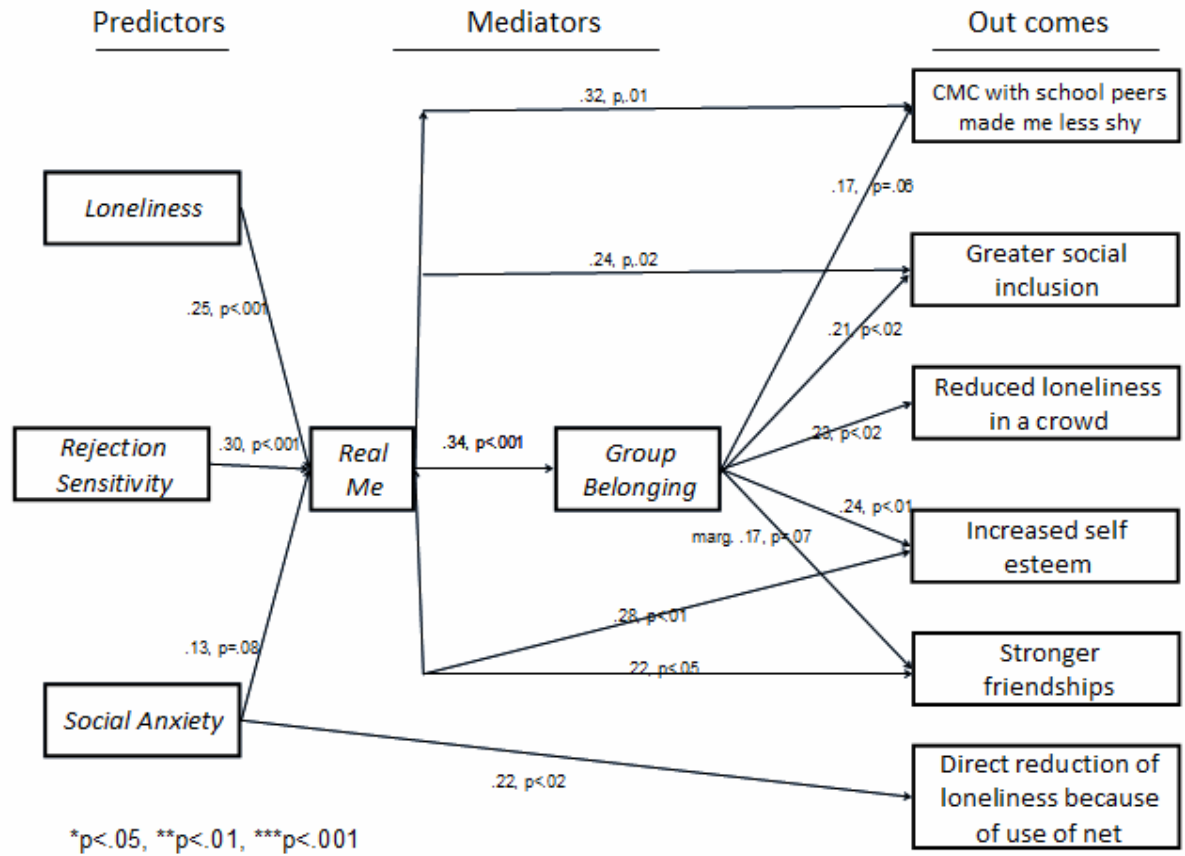 Predictors
Mediators
Out comes
.32, p,.01
CMC with school peers
made me less shy
.17, p=.06
Loneliness
.24, p,.02
Greater social
inclusion
.25, p<.001
.21, p<.02
Reduced loneliness
in a crowd
.23, p<.02
Rejection
Sensitivity
.30, p<.001
Real
Me
.34, p<.001
Group
Belonging
.24, p<.01
marg. .17, p=.07
Increased self
esteem
.28, p<.01
.13, p=.08
.22, p<.05
Stronger
friendships
Social Anxiety
.22, p<.02
Direct reduction of
loneliness because
of use of net
*p<.05, **p<.01, ***p<.001